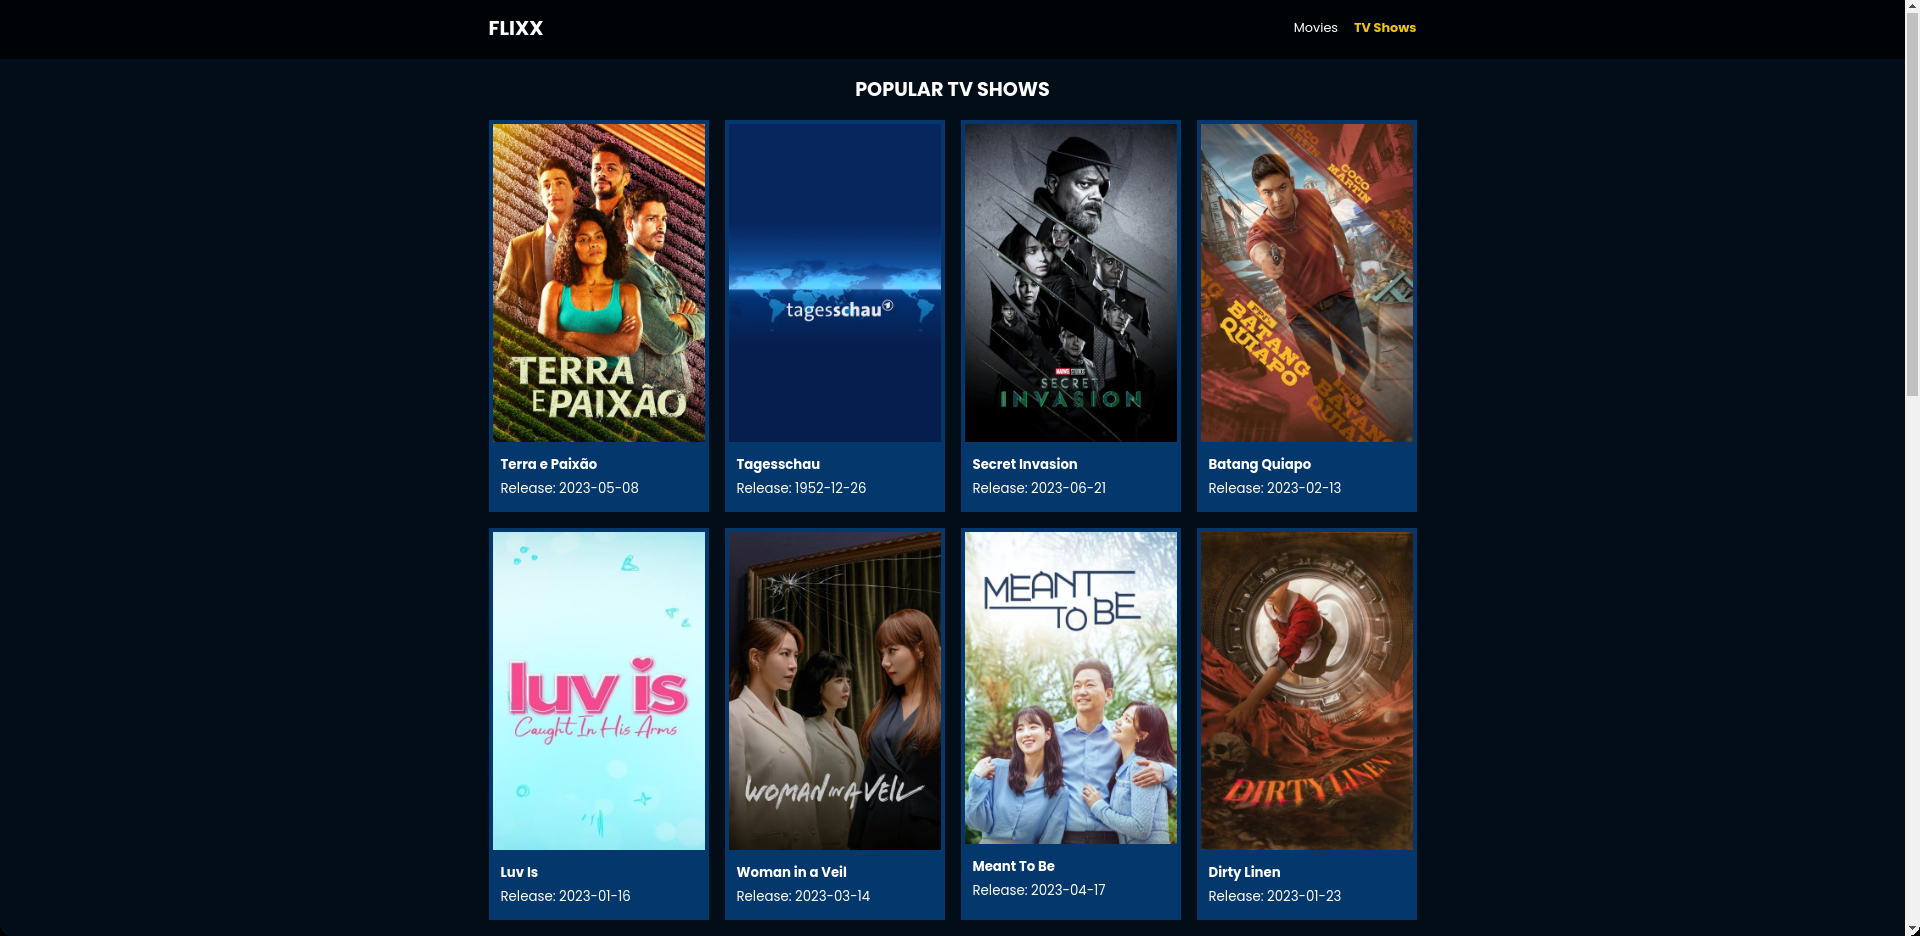 FLIXX
Movies
TV Shows
POPULAR TV SHOWS
TERRA
E PAIXÃO
Terra e Paixão
Release: 2023-05-08
tagesschau
Tagesschau
Release: 1952-12-26
MARVEL STUDIOS
SECRET
INVASION
Secret Invasion
Release: 2023-06-21
COCO
MARTIN
FPJ's
BATANG
QUIAPO
Batang Quiapo
Release: 2023-02-13
luv is
Caught In His Arms
Luv Is
Release: 2023-01-16
WOMAN IN A VEIL
Woman in a Veil
Release: 2023-03-14
MEANT
TO BE
Meant To Be
Release: 2023-04-17
DIRTY LINEN
Dirty Linen
Release: 2023-01-23